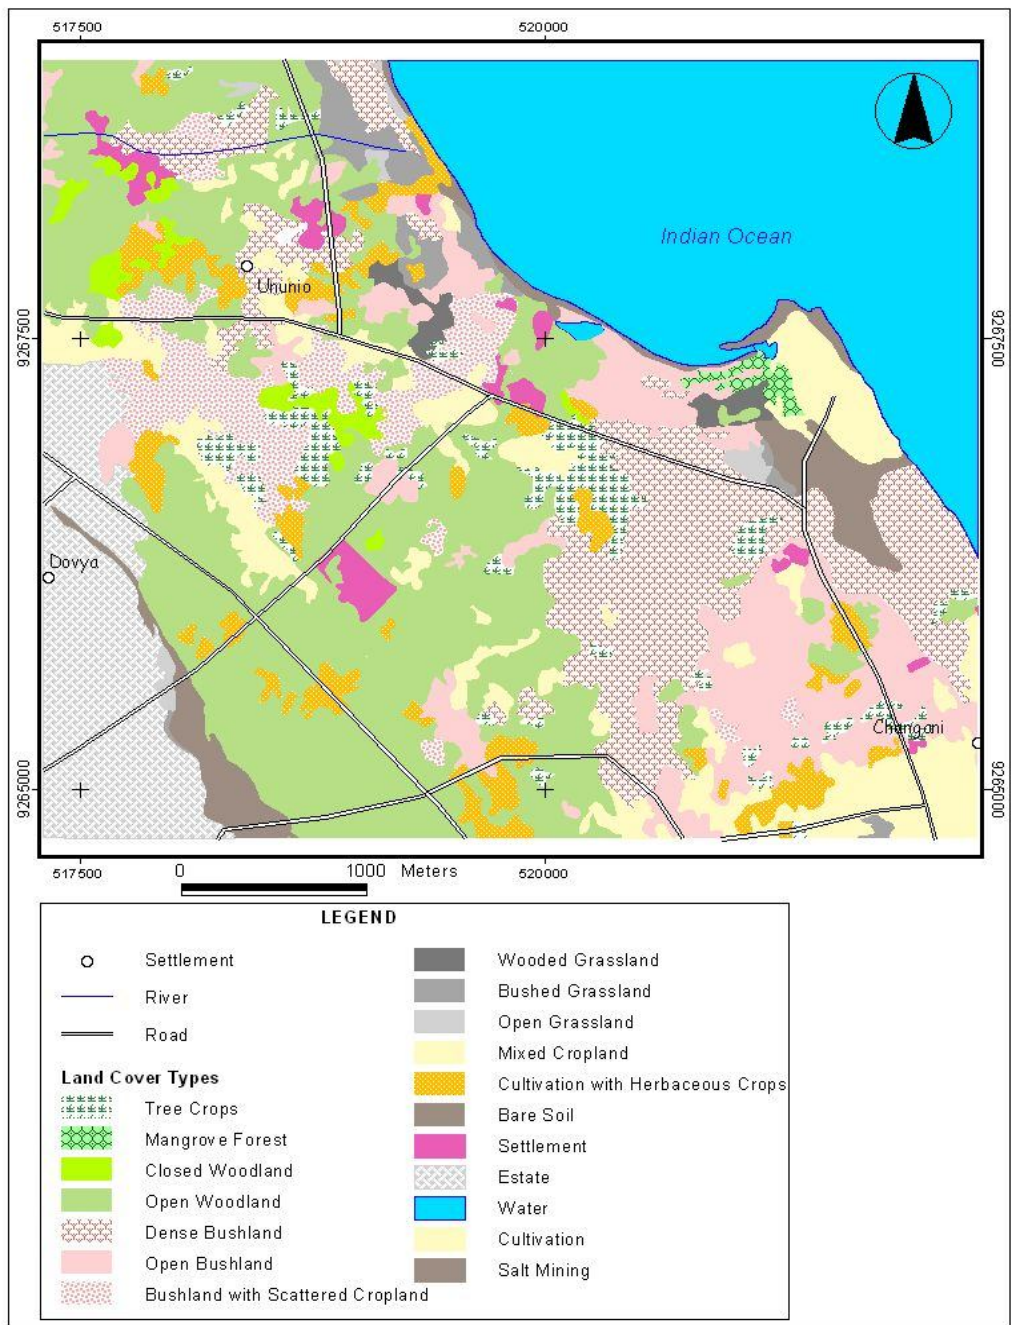 517500 520000
Indian Ocean
Ununio
9267500 9267500
Dovya
Changani
9265000 9265000
517500 520000
0 1000 Meters
LEGEND
Settlement
River
Road
Land Cover Types
Tree Crops
Mangrove Forest
Closed Woodland
Open Woodland
Dense Bushland
Open Bushland
Bushland with Scattered Cropland
Wooded Grassland
Bushed Grassland
Open Grassland
Mixed Cropland
Cultivation with Herbaceous Crops
Bare Soil
Settlement
Estate
Water
Cultivation
Salt Mining